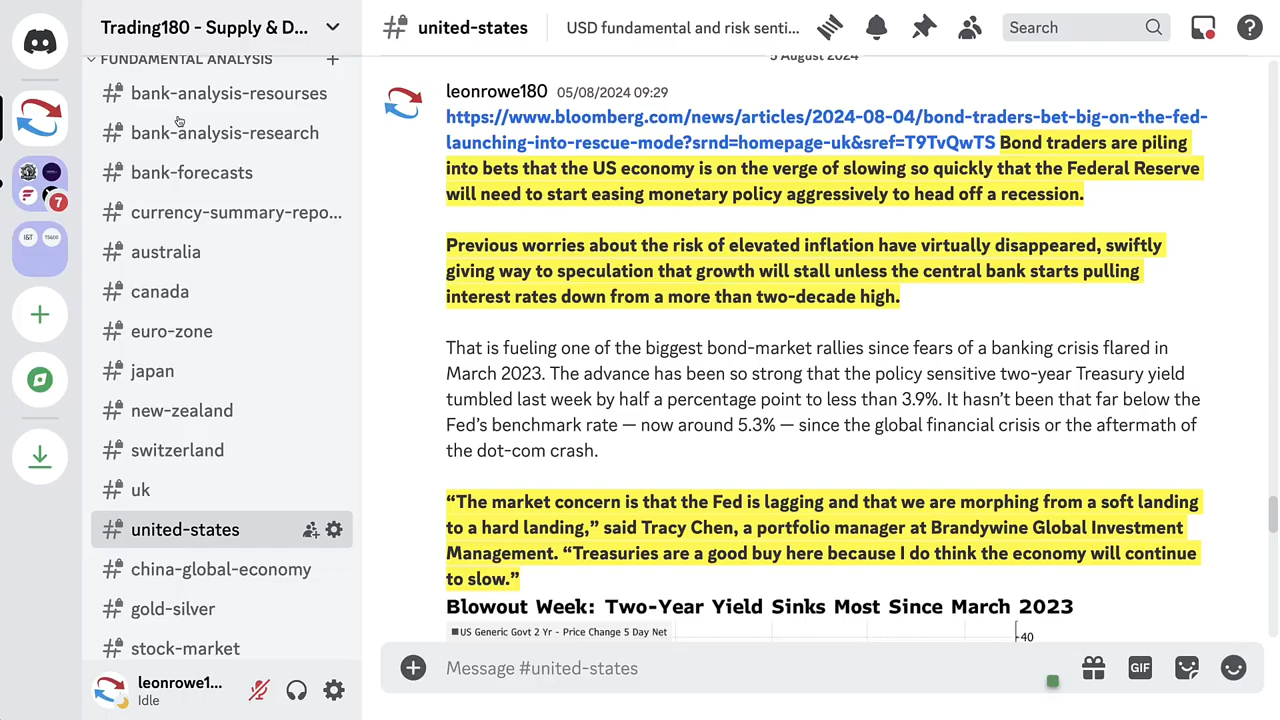 Trading180 - Supply & D...
FUNDAMENTAL ANALYSIS
bank-analysis-resourses
bank-analysis-research
bank-forecasts
currency-summary-repo...
australia
canada
euro-zone
japan
new-zealand
switzerland
uk
united-states
china-global-economy
gold-silver
stock-market
leonrowe1...
Idle
7
united-states
USD fundamental and risk senti...
Search
5 August 2024
leonrowe180 05/08/2024 09:29
https://www.bloomberg.com/news/articles/2024-08-04/bond-traders-bet-big-on-the-fed-
launching-into-rescue-mode?srnd=homepage-uk&sref=T9TvQwTS Bond traders are piling
into bets that the US economy is on the verge of slowing so quickly that the Federal Reserve
will need to start easing monetary policy aggressively to head off a recession.
Previous worries about the risk of elevated inflation have virtually disappeared, swiftly
giving way to speculation that growth will stall unless the central bank starts pulling
interest rates down from a more than two-decade high.
That is fueling one of the biggest bond-market rallies since fears of a banking crisis flared in
March 2023. The advance has been so strong that the policy sensitive two-year Treasury yield
tumbled last week by half a percentage point to less than 3.9%. It hasn't been that far below the
Fed's benchmark rate — now around 5.3% — since the global financial crisis or the aftermath of
the dot-com crash.
“The market concern is that the Fed is lagging and that we are morphing from a soft landing
to a hard landing,” said Tracy Chen, a portfolio manager at Brandywine Global Investment
Management. “Treasuries are a good buy here because I do think the economy will continue
to slow.”
Blowout Week: Two-Year Yield Sinks Most Since March 2023
US Generic Govt 2 Yr - Price Change 5 Day Net
40
Message #united-states
GIF